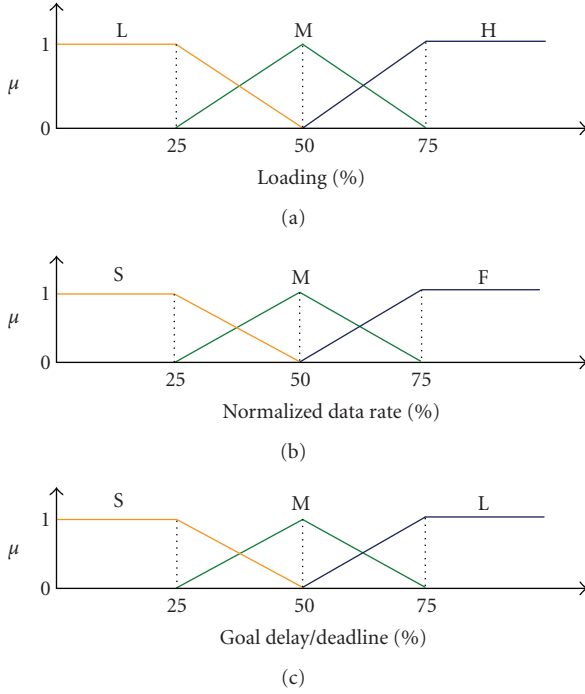 L M H
1
μ
0
25 50 75
Loading (%)
(a)
S M F
1
μ
0
25 50 75
Normalized data rate (%)
(b)
S M L
1
μ
0
25 50 75
Goal delay/deadline (%)
(c)